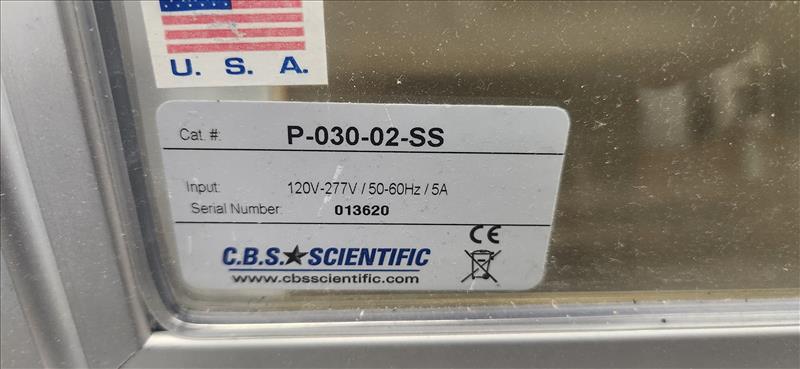 U. S. A.
Cat. #: P-030-02-SS
Input: 120V-277V / 50-60Hz / 5A
Serial Number: 013620
C.B.S.★SCIENTIFIC
www.cbsscientific.com
CE